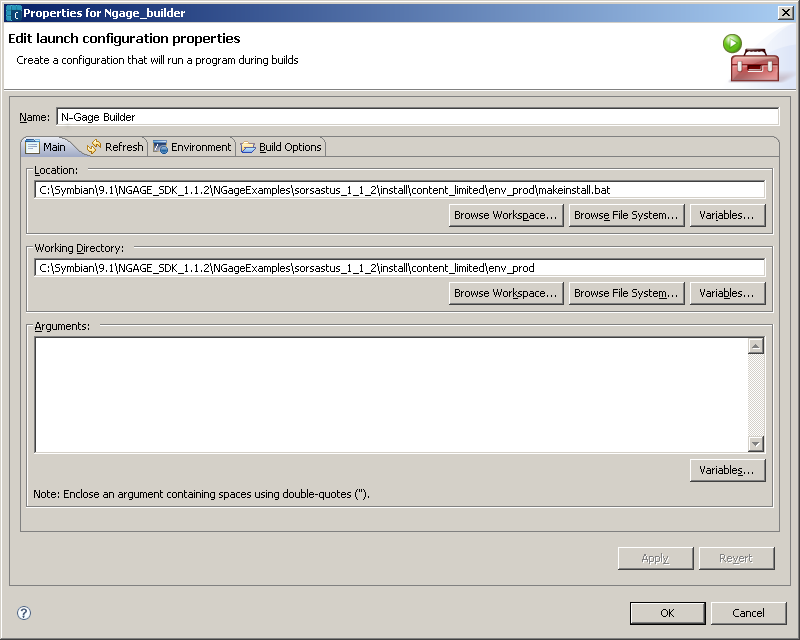 Properties for Ngage_builder
Edit launch configuration properties
Create a configuration that will run a program during builds
Name: N-Gage Builder
Main Refresh Environment Build Options
Location:
C:\Symbian\9.1\NGAGE_SDK_1.1.2\NGageExamples\sorsastus_1_1_2\install\content_limited\env_prod\makeinstall.bat
Browse Workspace... Browse File System... Variables...
Working Directory:
C:\Symbian\9.1\NGAGE_SDK_1.1.2\NGageExamples\sorsastus_1_1_2\install\content_limited\env_prod
Browse Workspace... Browse File System... Variables...
Arguments:
Variables...
Note: Enclose an argument containing spaces using double-quotes (").
Apply Revert
? OK Cancel